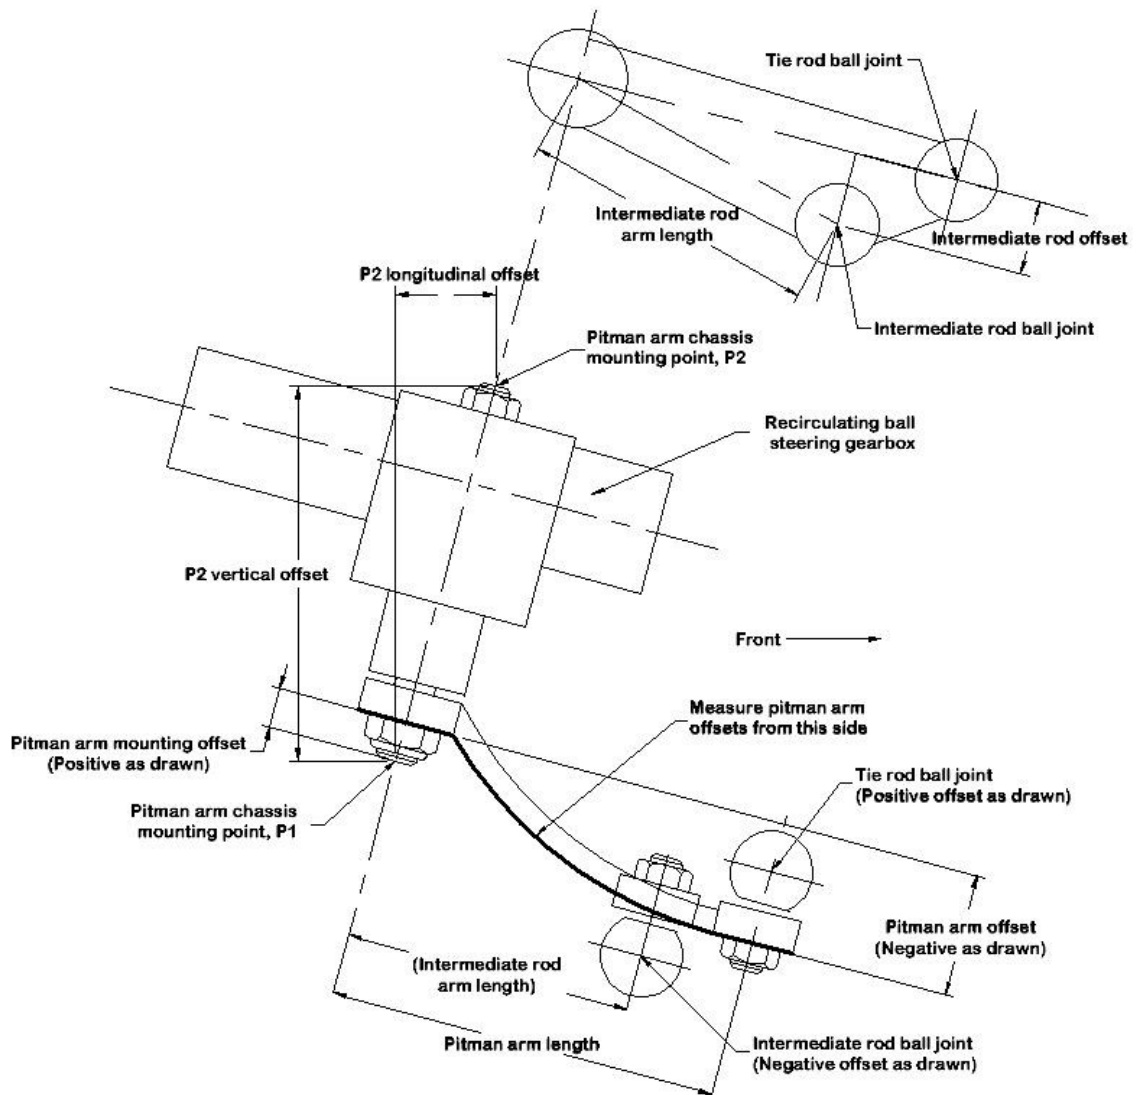 Tie rod ball joint
Intermediate rod
arm length
Intermediate rod offset
P2 longitudinal offset
Intermediate rod ball joint
Pitman arm chassis
mounting point, P2
Recirculating ball
steering gearbox
P2 vertical offset
Front
Measure pitman arm
offsets from this side
Pitman arm mounting offset
(Positive as drawn)
Tie rod ball joint
(Positive offset as drawn)
Pitman arm chassis
mounting point, P1
Pitman arm offset
(Negative as drawn)
(Intermediate rod
arm length)
Pitman arm length
Intermediate rod ball joint
(Negative offset as drawn)